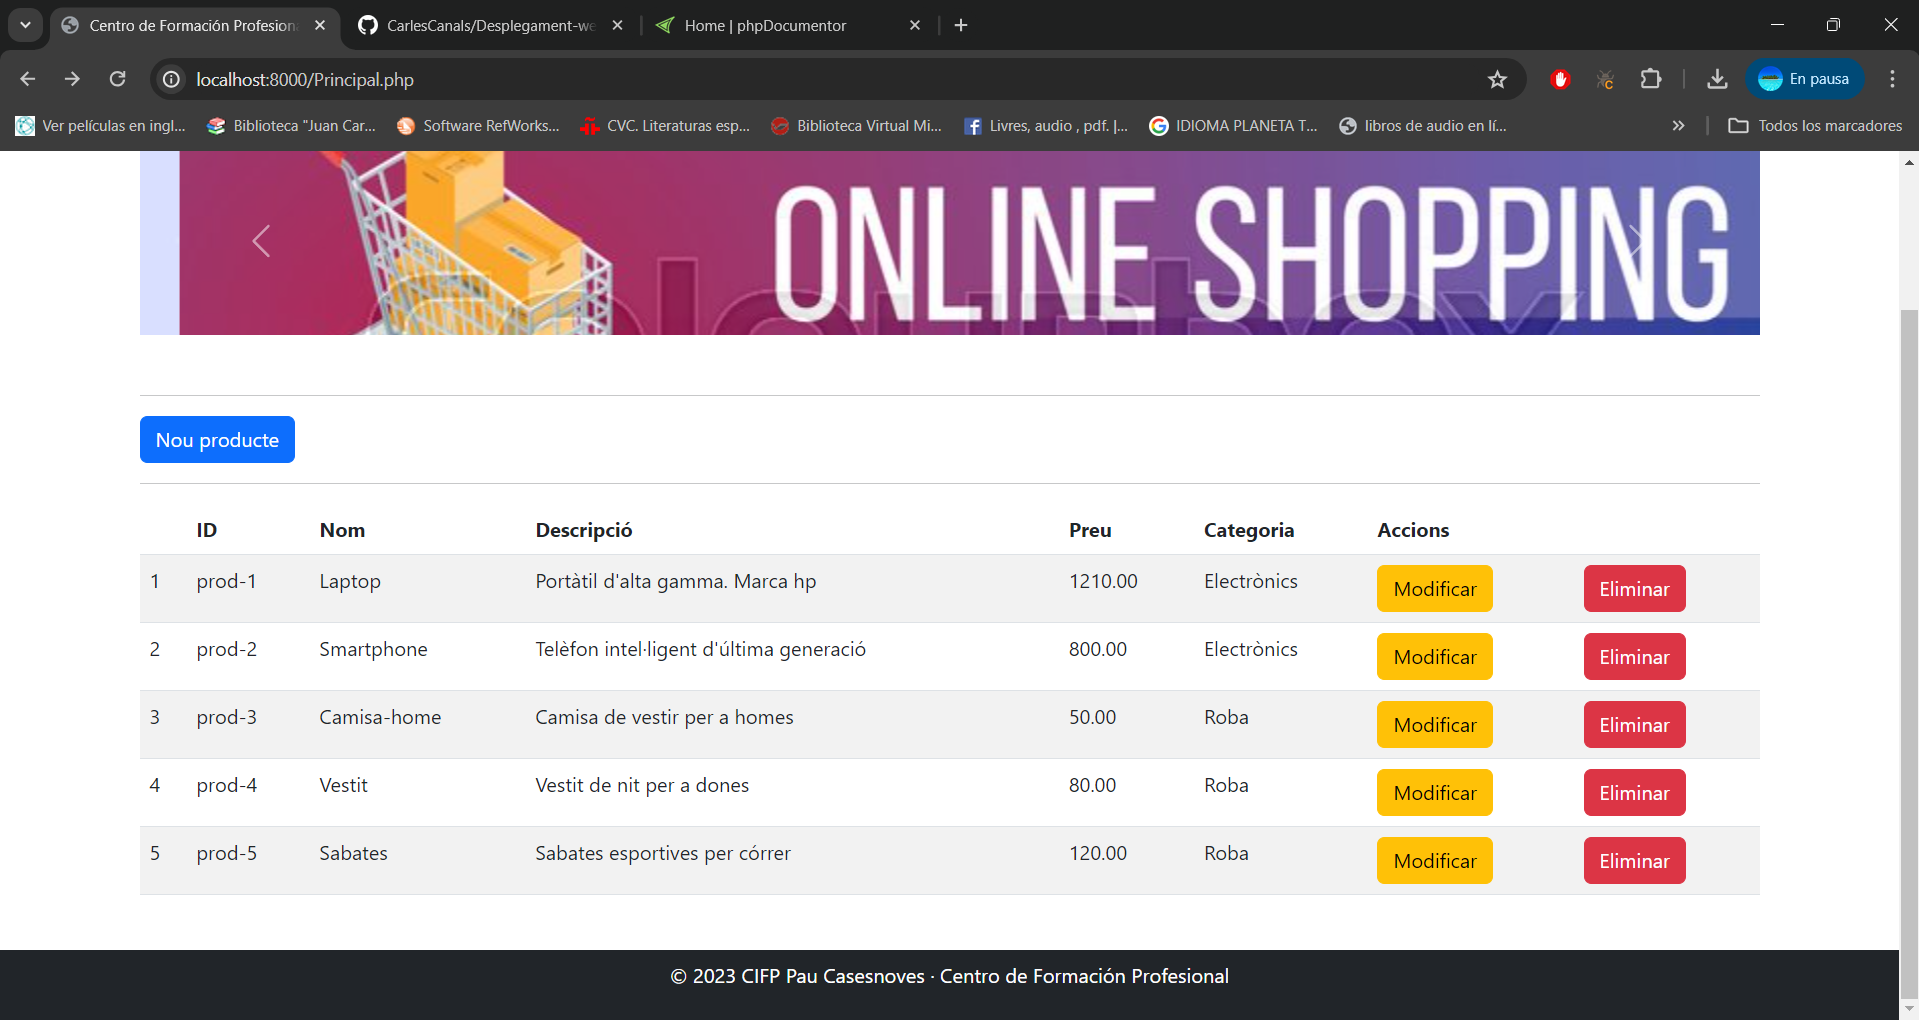 Centro de Formación Profesion
CarlesCanals/Desplegament-we
Home | phpDocumentor
localhost:8000/Principal.php
En pausa
Ver películas en ingl...
Biblioteca "Juan Car...
Software RefWorks...
CVC. Literaturas esp...
Biblioteca Virtual Mi...
Livres, audio , pdf. |...
IDIOMA PLANETA T...
libros de audio en lí...
Todos los marcadores
ONLINE SHOPPING
Nou producte
ID Nom Descripció Preu Categoria Accions
1 prod-1 Laptop Portàtil d'alta gamma. Marca hp 1210.00 Electrònics Modificar Eliminar
2 prod-2 Smartphone Telèfon intel·ligent d'última generació 800.00 Electrònics Modificar Eliminar
3 prod-3 Camisa-home Camisa de vestir per a homes 50.00 Roba Modificar Eliminar
4 prod-4 Vestit Vestit de nit per a dones 80.00 Roba Modificar Eliminar
5 prod-5 Sabates Sabates esportives per córrer 120.00 Roba Modificar Eliminar
© 2023 CIFP Pau Casesnoves · Centro de Formación Profesional